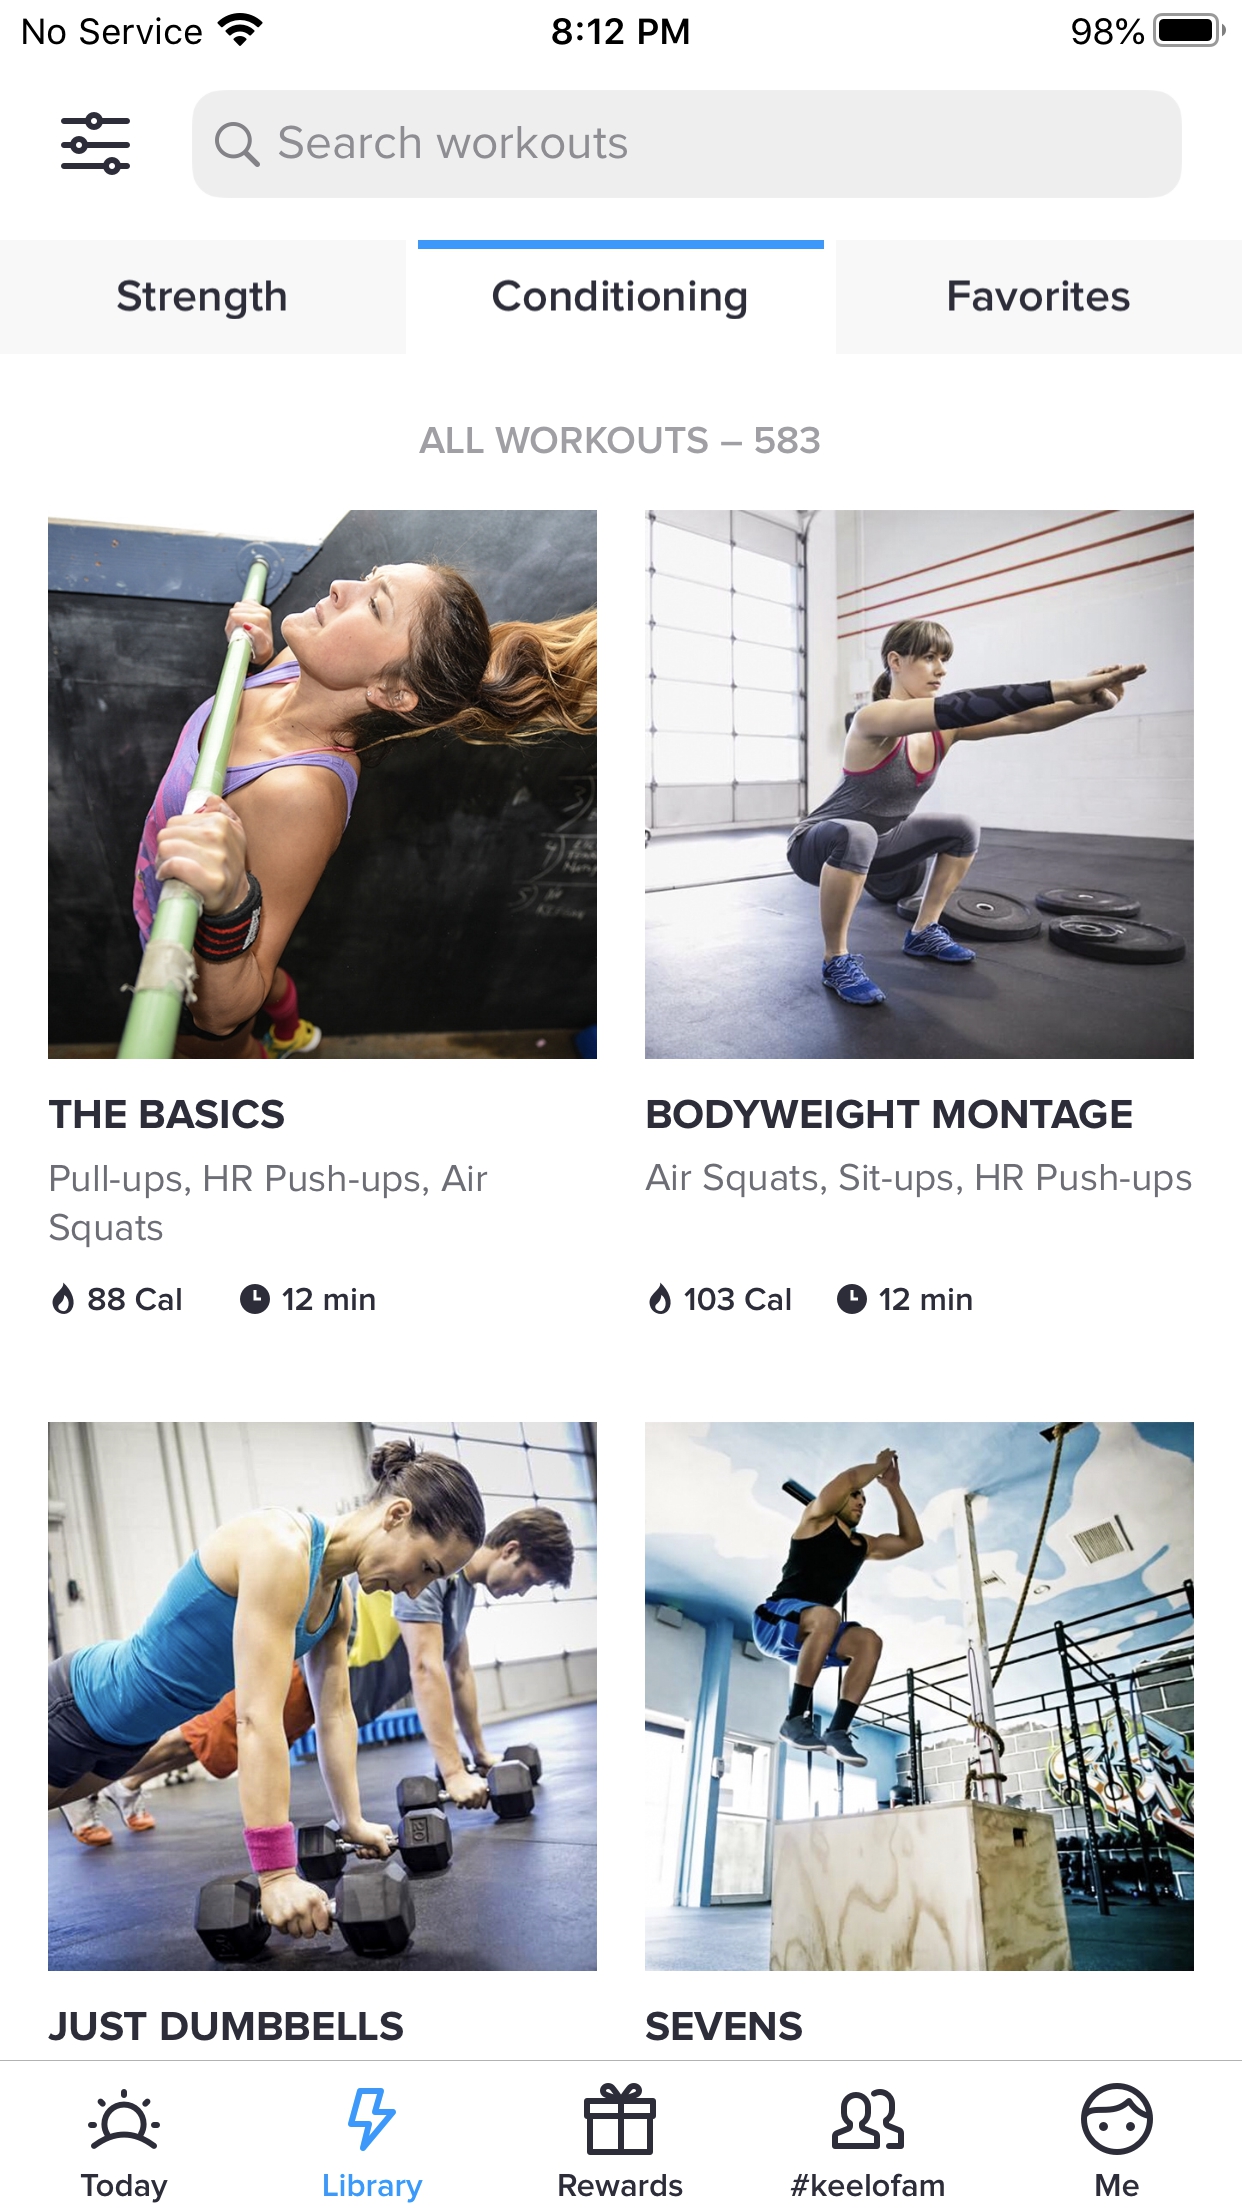 No Service 8:12 PM 98%
Search workouts
Strength Conditioning Favorites
ALL WORKOUTS – 583
THE BASICS
Pull-ups, HR Push-ups, Air
Squats
88 Cal 12 min
BODYWEIGHT MONTAGE
Air Squats, Sit-ups, HR Push-ups
103 Cal 12 min
JUST DUMBBELLS
SEVENS
Today Library Rewards #keelofam Me